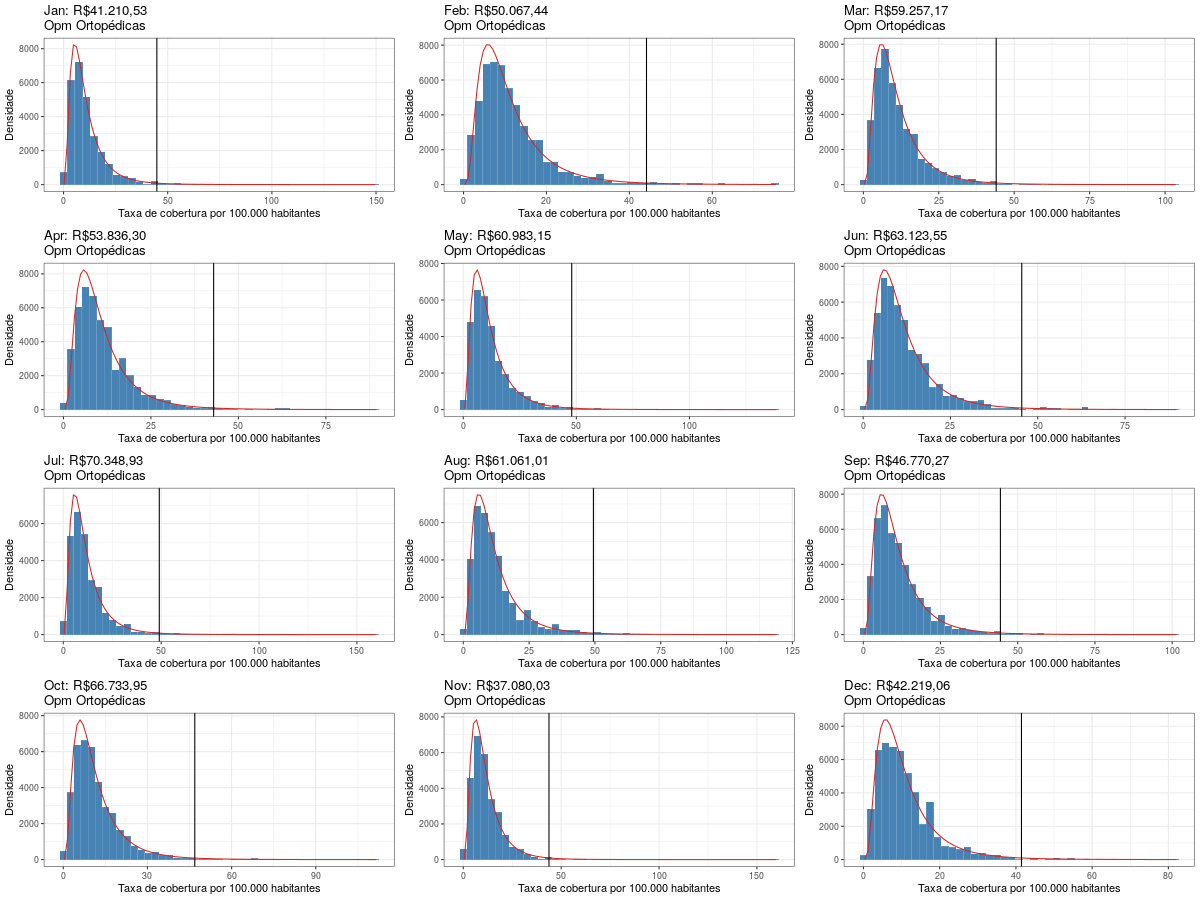 Jan: R$41.210,53
Opm Ortopédicas
Densidade
8000
6000
4000
2000
0
0 50 100 150
Taxa de cobertura por 100.000 habitantes
Feb: R$50.067,44
Opm Ortopédicas
Densidade
8000
6000
4000
2000
0
0 20 40 60
Taxa de cobertura por 100.000 habitantes
Mar: R$59.257,17
Opm Ortopédicas
Densidade
8000
6000
4000
2000
0
0 25 50 75 100
Taxa de cobertura por 100.000 habitantes
Apr: R$53.836,30
Opm Ortopédicas
Densidade
8000
6000
4000
2000
0
0 25 50 75
Taxa de cobertura por 100.000 habitantes
May: R$60.983,15
Opm Ortopédicas
Densidade
8000
6000
4000
2000
0
0 50 100
Taxa de cobertura por 100.000 habitantes
Jun: R$63.123,55
Opm Ortopédicas
Densidade
8000
6000
4000
2000
0
0 25 50 75
Taxa de cobertura por 100.000 habitantes
Jul: R$70.348,93
Opm Ortopédicas
Densidade
6000
4000
2000
0
0 50 100 150
Taxa de cobertura por 100.000 habitantes
Aug: R$61.061,01
Opm Ortopédicas
Densidade
6000
4000
2000
0
0 25 50 75 100 125
Taxa de cobertura por 100.000 habitantes
Sep: R$46.770,27
Opm Ortopédicas
Densidade
8000
6000
4000
2000
0
0 25 50 75 100
Taxa de cobertura por 100.000 habitantes
Oct: R$66.733,95
Opm Ortopédicas
Densidade
8000
6000
4000
2000
0
0 30 60 90
Taxa de cobertura por 100.000 habitantes
Nov: R$37.080,03
Opm Ortopédicas
Densidade
8000
6000
4000
2000
0
0 50 100 150
Taxa de cobertura por 100.000 habitantes
Dec: R$42.219,06
Opm Ortopédicas
Densidade
8000
6000
4000
2000
0
0 20 40 60 80
Taxa de cobertura por 100.000 habitantes